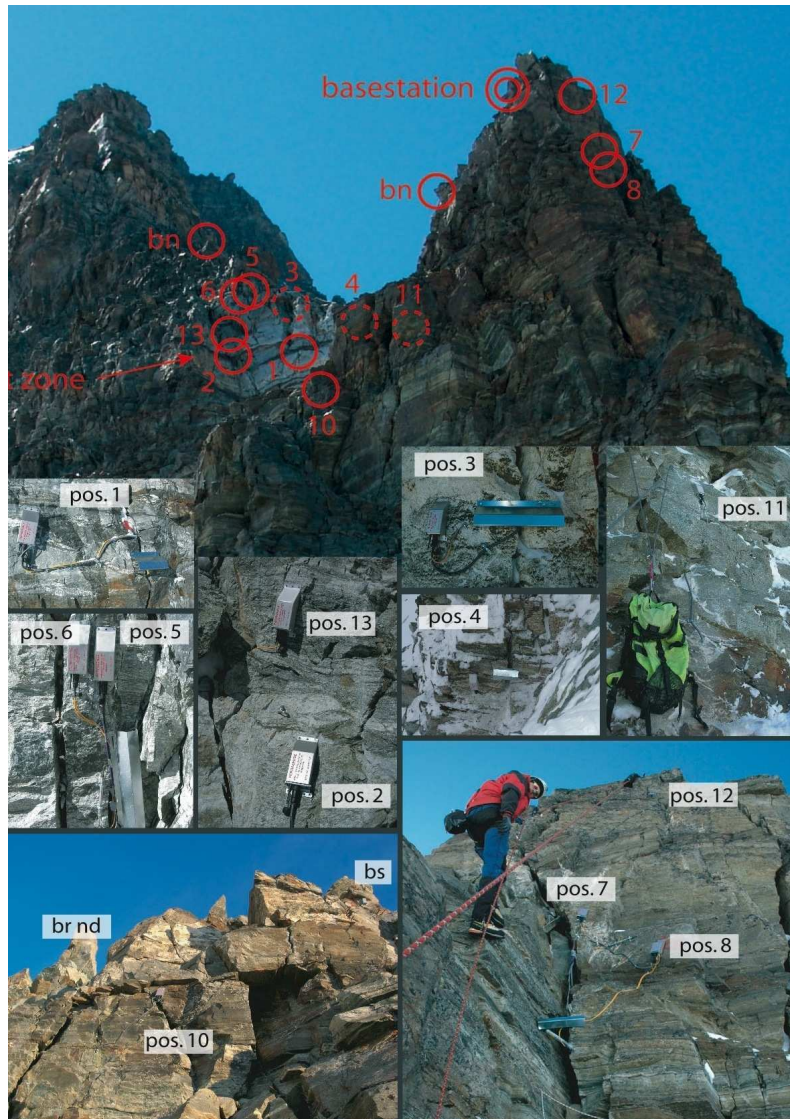 basestation
12
7
8
bn
bn
5
3
6
4
11
13
2
1
t zone
10
pos. 1
pos. 3
pos. 11
pos. 6
pos. 5
pos. 13
pos. 4
pos. 2
pos. 12
bs
pos. 7
br nd
pos. 8
pos. 10